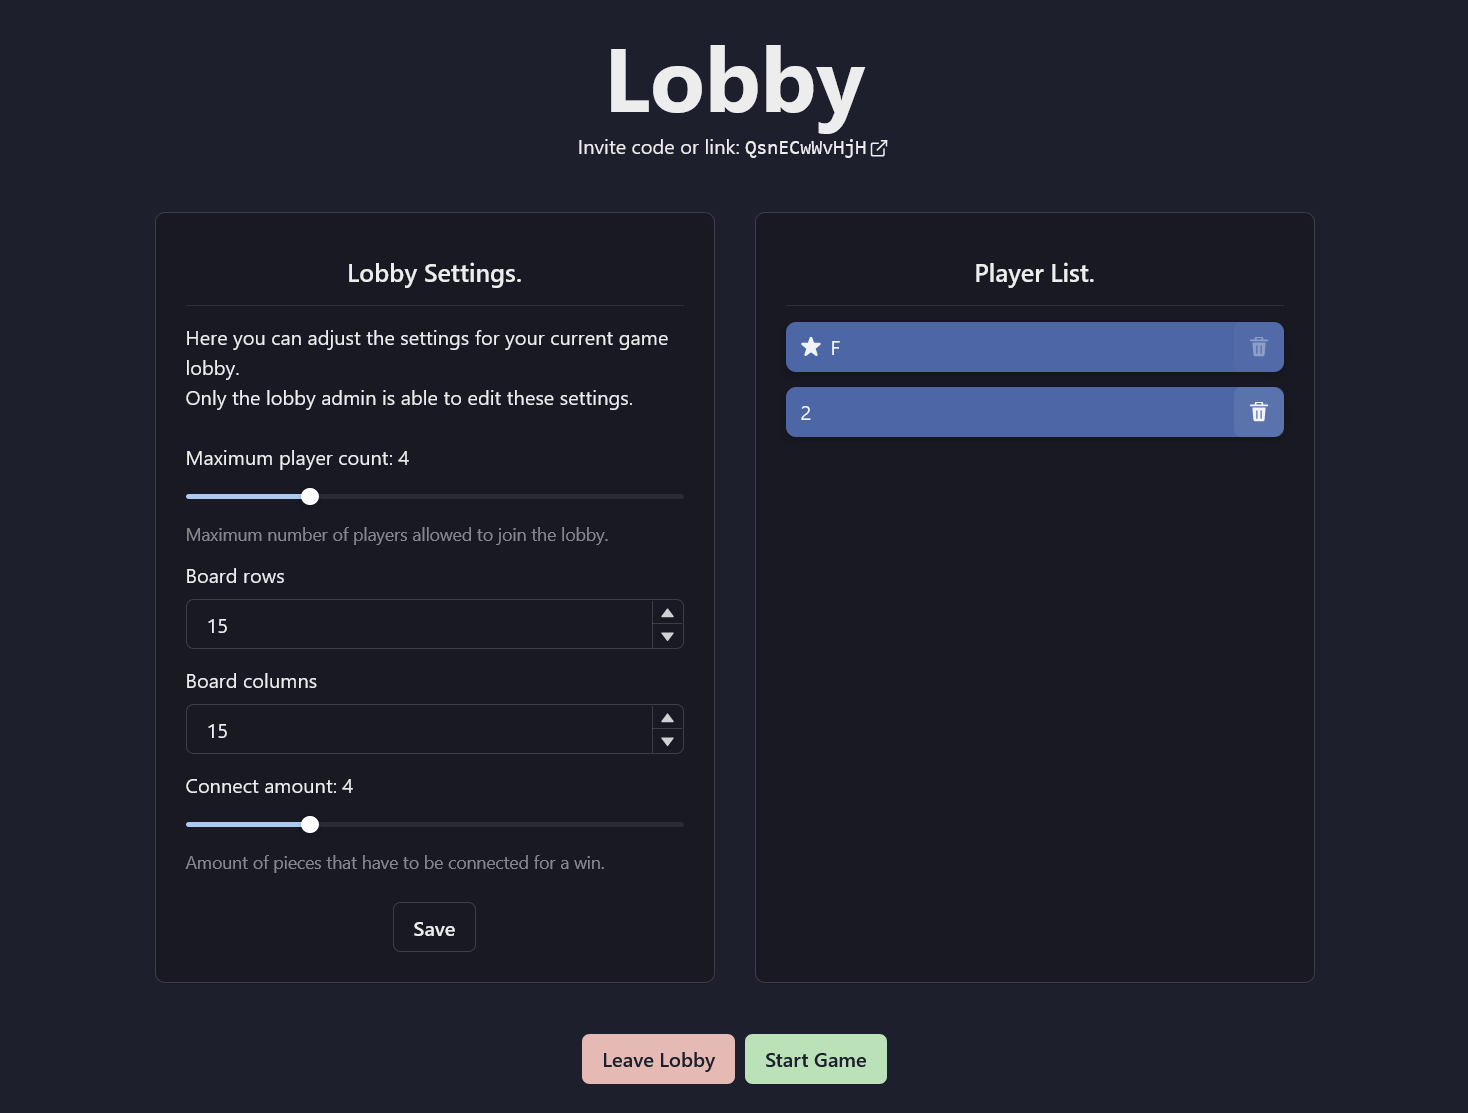 Lobby
Invite code or link: QsnECwWvHjH
Lobby Settings.
Here you can adjust the settings for your current game
lobby.
Only the lobby admin is able to edit these settings.
Maximum player count: 4
Maximum number of players allowed to join the lobby.
Board rows
15
Board columns
15
Connect amount: 4
Amount of pieces that have to be connected for a win.
Save
Player List.
F
2
Leave Lobby
Start Game